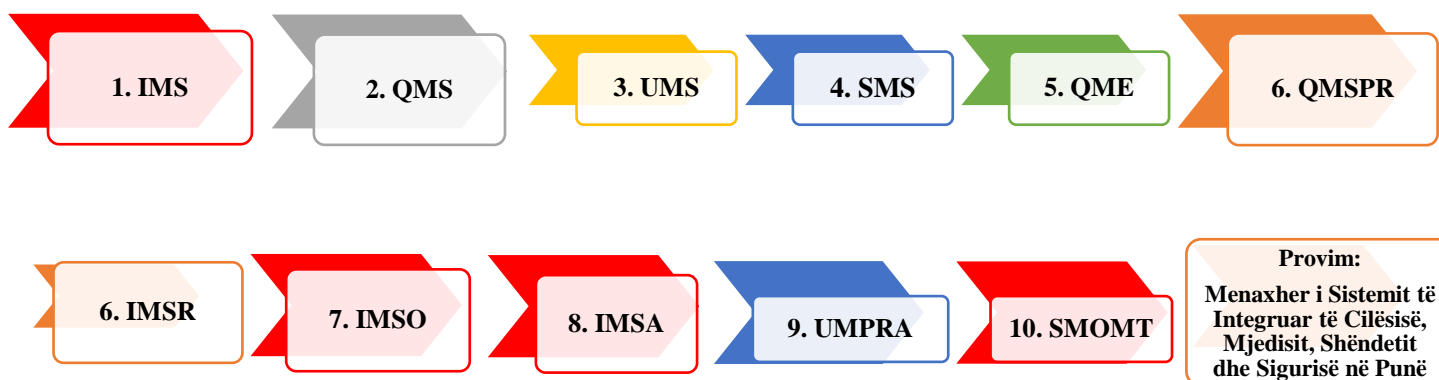 1. IMS
2. QMS
3. UMS
4. SMS
5. QME
6. QMSPR
6. IMSR
7. IMSO
8. IMSA
9. UMPRA
10. SMOMT
Provim:
Menaxher i Sistemit të
Integruar të Cilësisë,
Mjedisit, Shëndetit
dhe Sigurisë në Punë